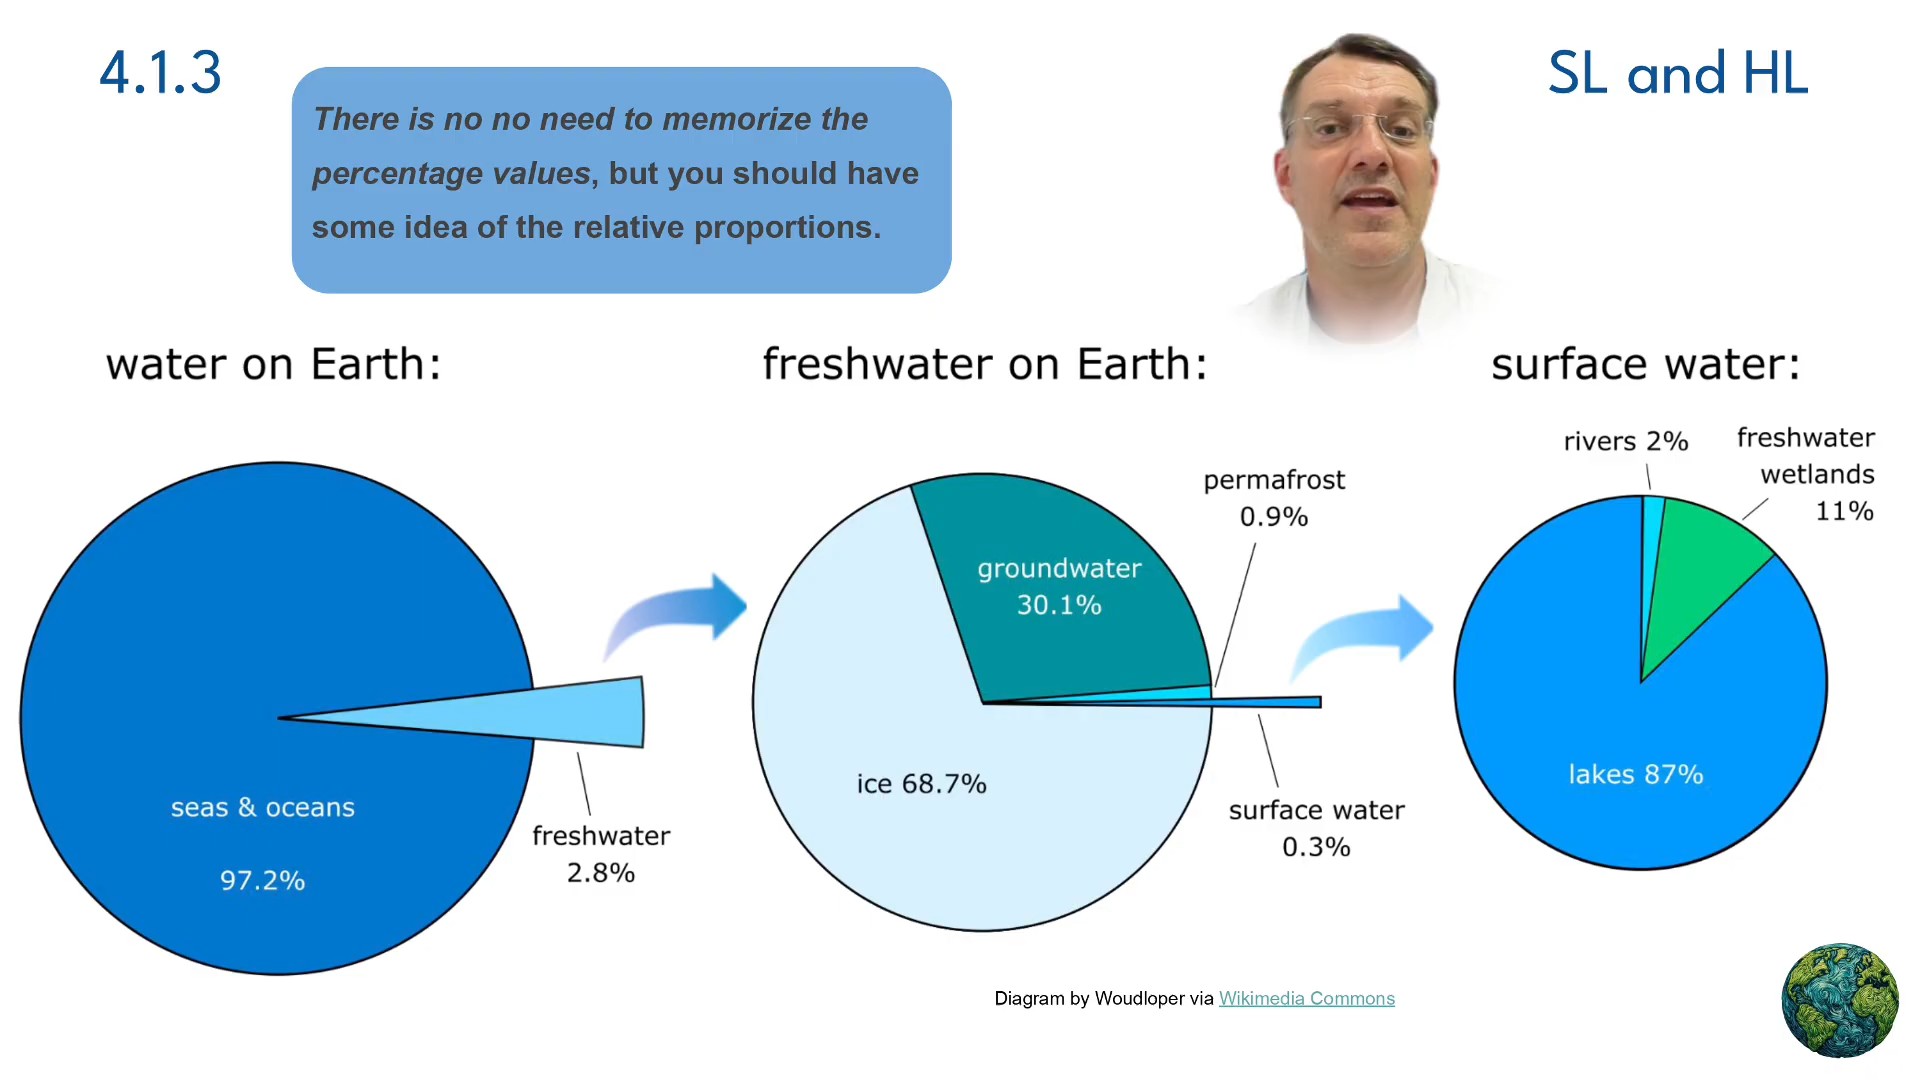 4.1.3
There is no no need to memorize the
percentage values, but you should have
some idea of the relative proportions.
SL and HL
water on Earth:
seas & oceans
97.2%
freshwater
2.8%
freshwater on Earth:
groundwater
30.1%
permafrost
0.9%
ice 68.7%
surface water
0.3%
surface water:
rivers 2%
freshwater
wetlands
11%
lakes 87%
Diagram by Woudloper via Wikimedia Commons